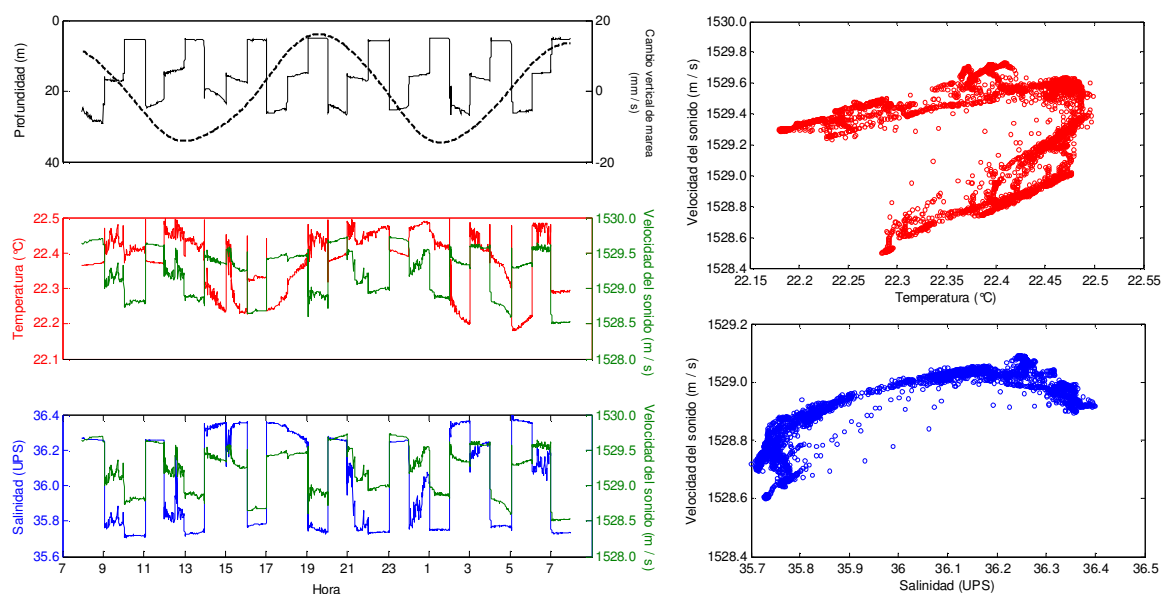 0
20
40
Profundidad (m)
20
0
-20
Cambio vertical de marea
(mm / s)
22.5
22.4
22.3
22.2
22.1
Temperatura (°C)
1530.0
1529.5
1529.0
1528.5
1528.0
Velocidad del sonido (m / s)
36.4
36.2
36.0
35.8
35.6
Salinidad (UPS)
1530.0
1529.5
1529.0
1528.5
1528.0
Velocidad del sonido (m / s)
7 9 11 13 15 17 19 21 23 1 3 5 7
Hora
1530.0
1529.8
1529.6
1529.4
1529.2
1529.0
1528.8
1528.6
1528.4
Velocidad del sonido (m / s)
22.15 22.2 22.25 22.3 22.35 22.4 22.45 22.5 22.55
Temperatura (°C)
1529.2
1529.0
1528.8
1528.6
1528.4
Velocidad del sonido (m / s)
35.7 35.8 35.9 36 36.1 36.2 36.3 36.4 36.5
Salinidad (UPS)